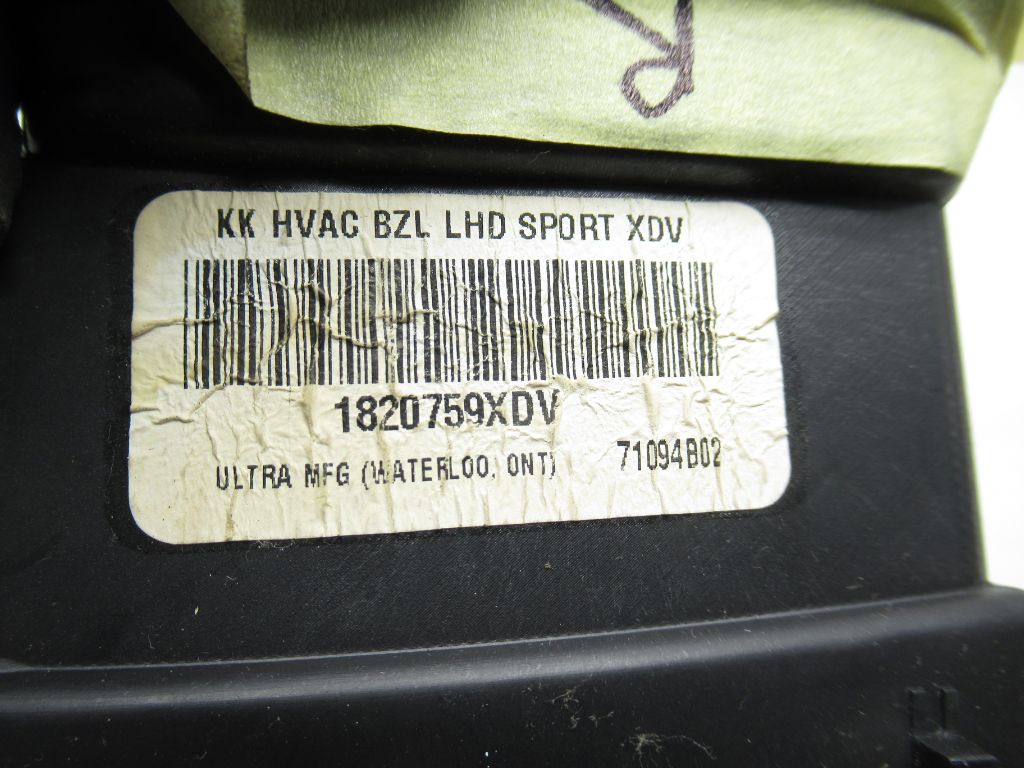 KK HVAC BZL LHD SPORT XDV
1820759XDV
ULTRA MFG (WATERLOO, ONT) 71094B02